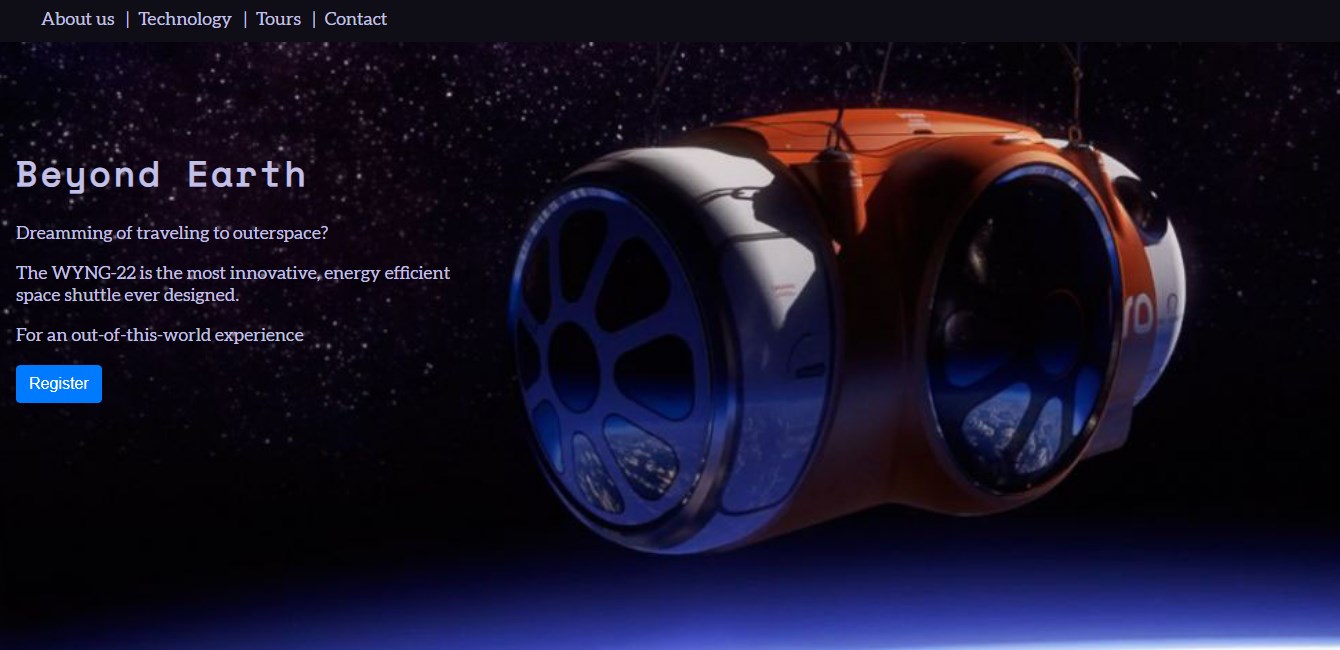 About us | Technology | Tours | Contact
Beyond Earth
Dreamming of traveling to outerspace?
The WYNG-22 is the most innovative, energy efficient
space shuttle ever designed.
For an out-of-this-world experience
Register